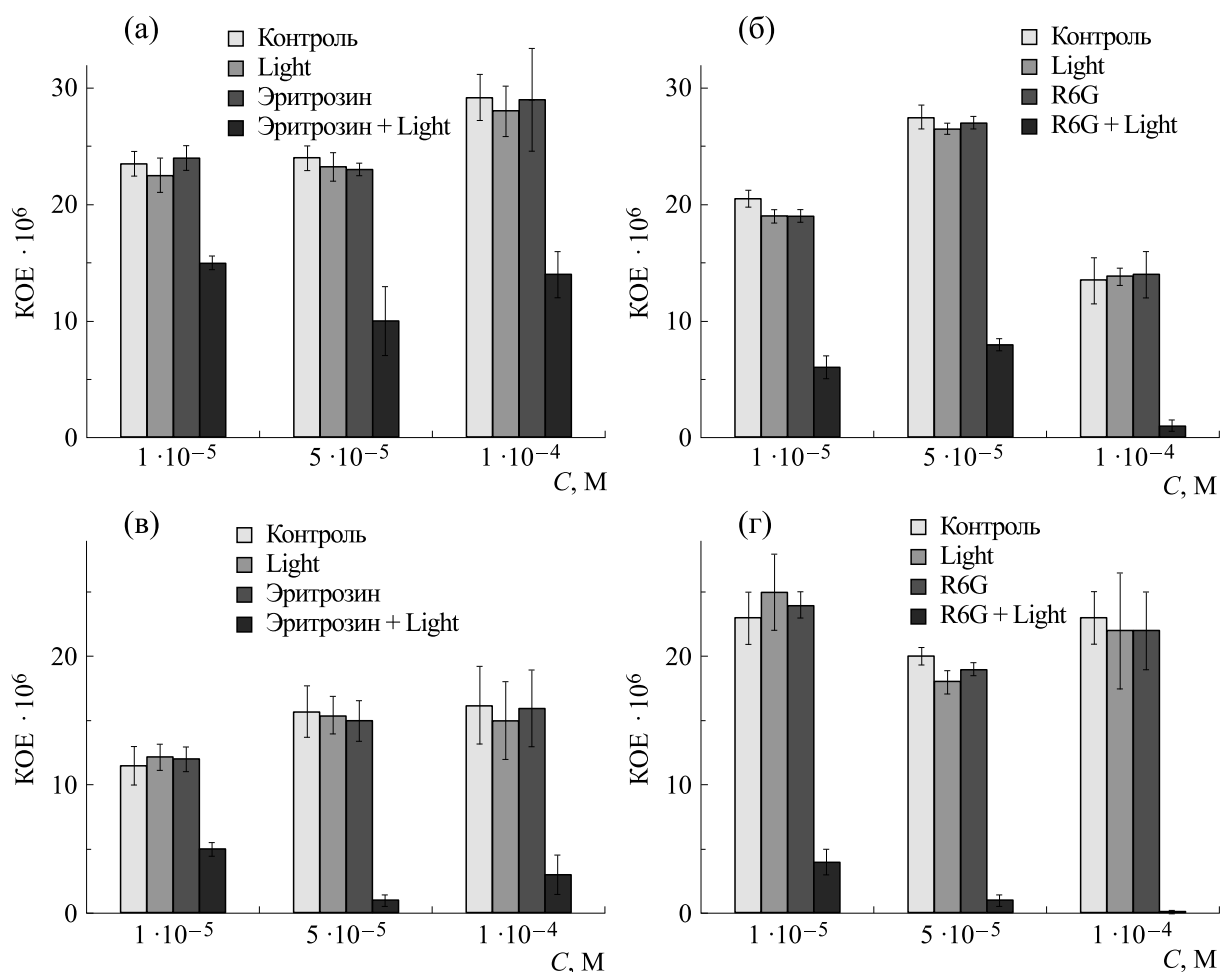 (а)
Контроль
Light
Эритрозин
Эритрозин + Light
КОЕ · 10⁶
30
20
10
0
1 · 10⁻⁵
5 · 10⁻⁵
1 · 10⁻⁴
C, М
(б)
Контроль
Light
R6G
R6G + Light
КОЕ · 10⁶
30
20
10
0
1 · 10⁻⁵
5 · 10⁻⁵
1 · 10⁻⁴
C, М
(в)
Контроль
Light
Эритрозин
Эритрозин + Light
КОЕ · 10⁶
20
10
0
1 · 10⁻⁵
5 · 10⁻⁵
1 · 10⁻⁴
C, М
(г)
Контроль
Light
R6G
R6G + Light
КОЕ · 10⁶
20
10
0
1 · 10⁻⁵
5 · 10⁻⁵
1 · 10⁻⁴
C, М